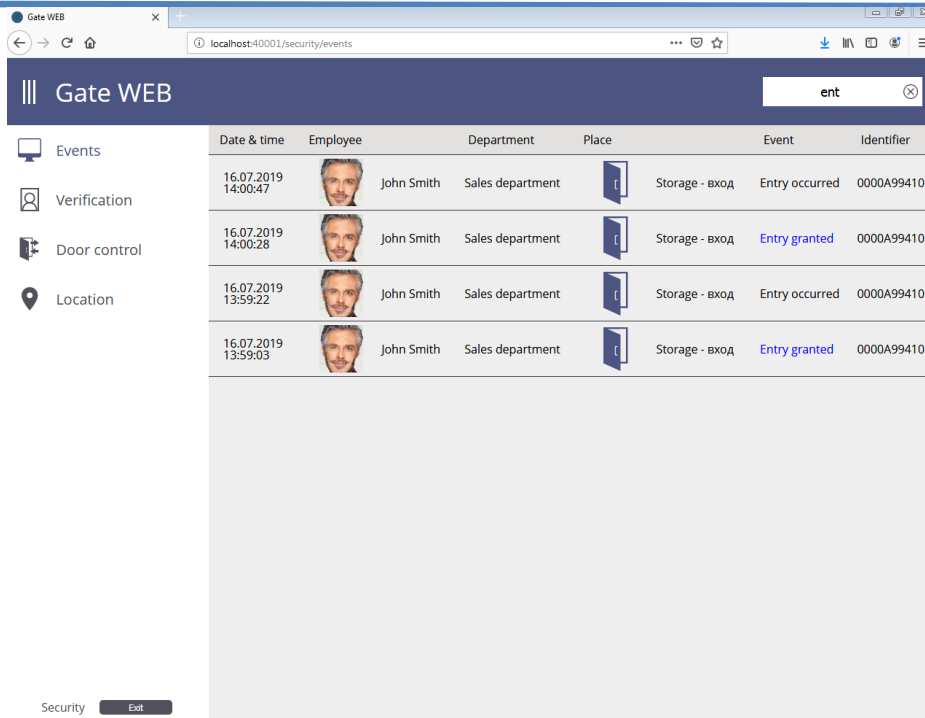 Gate WEB
localhost:40001/security/events
Gate WEB
ent
Events
Verification
Door control
Location
Date & time Employee Department Place Event Identifier
16.07.2019
14:00:47
John Smith Sales department Storage - вход Entry occurred 0000A99410
16.07.2019
14:00:28
John Smith Sales department Storage - вход Entry granted 0000A99410
16.07.2019
13:59:22
John Smith Sales department Storage - вход Entry occurred 0000A99410
16.07.2019
13:59:03
John Smith Sales department Storage - вход Entry granted 0000A99410
Security Exit